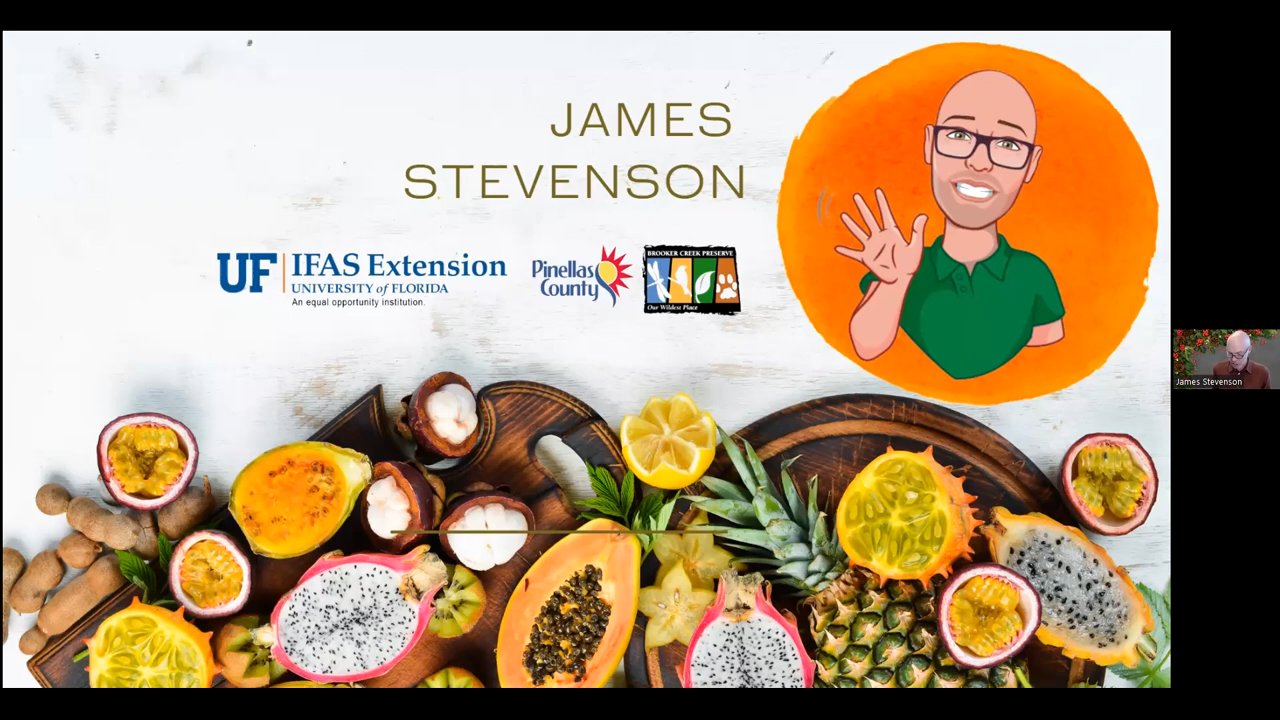 JAMES
STEVENSON
UF IFAS Extension
UNIVERSITY of FLORIDA
An equal opportunity institution.
Pinellas
County
BROOKER CREEK PRESERVE
Our Wildest Place
James Stevenson